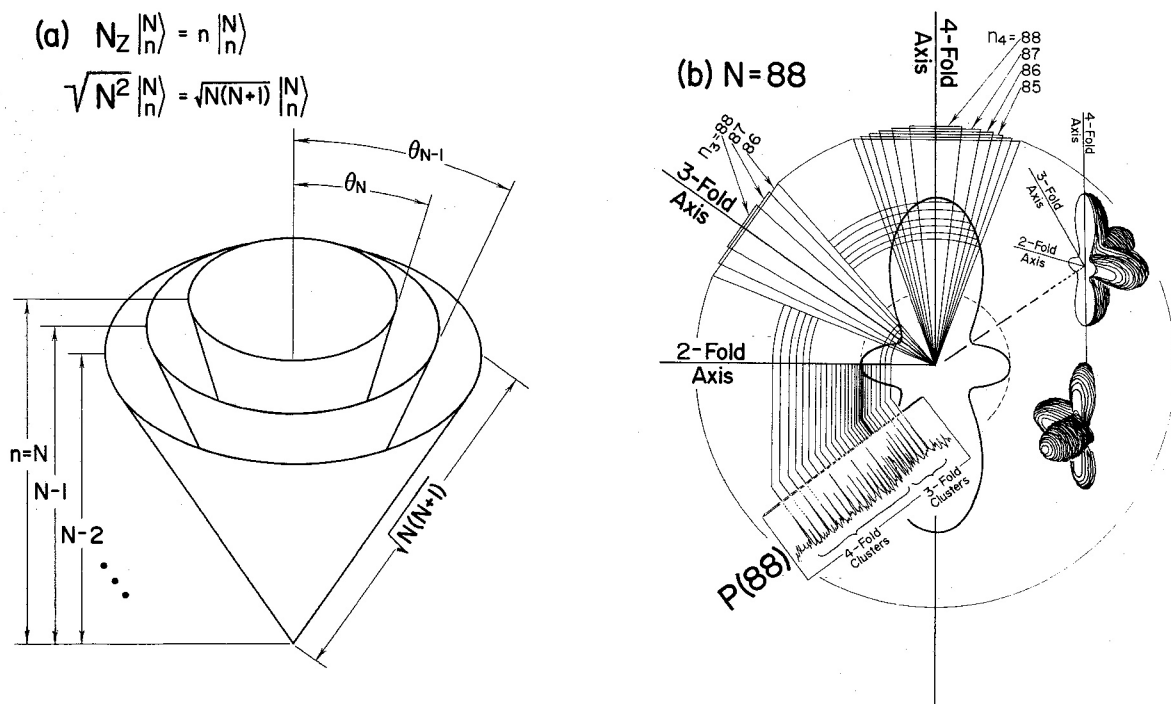 (a) N_Z |N n⟩ = n |N n⟩
√N² |N n⟩ = √N(N+1) |N n⟩
θ_N-1
θ_N
n=N
N-1
N-2
√N(N+1)
(b) N=88
4-Fold
Axis
n₄=88
87
86
85
n₃=88
87
86
3-Fold
Axis
2-Fold
Axis
4-Fold
Axis
3-Fold
Axis
2-Fold
Axis
P(88)
4-Fold
Clusters
3-Fold
Clusters